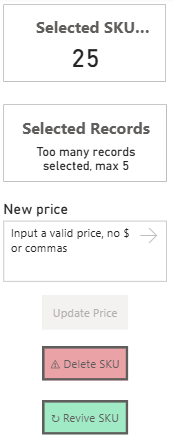 Selected SKU...
25
Selected Records
Too many records
selected, max 5
New price
Input a valid price, no $
or commas
Update Price
⚠ Delete SKU
↻ Revive SKU